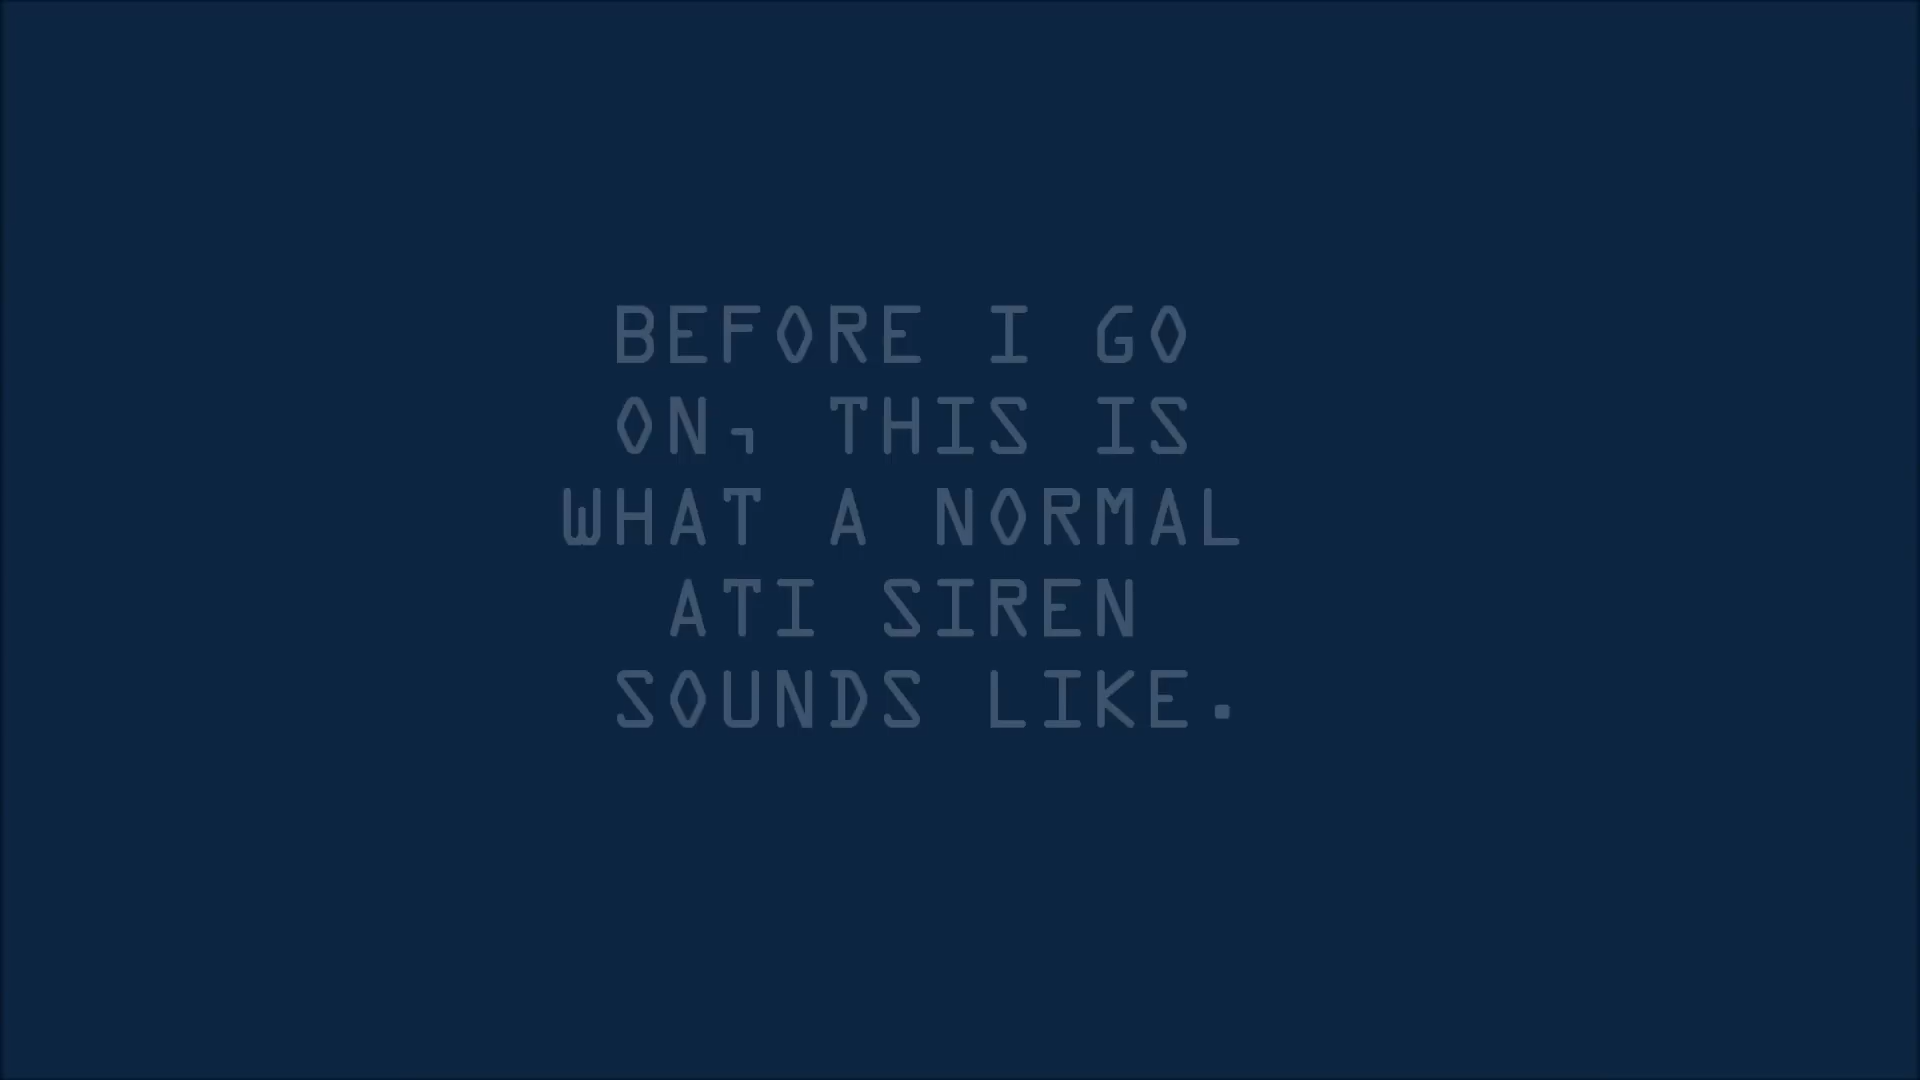 BEFORE I GO
ON, THIS IS
WHAT A NORMAL
ATI SIREN
SOUNDS LIKE.